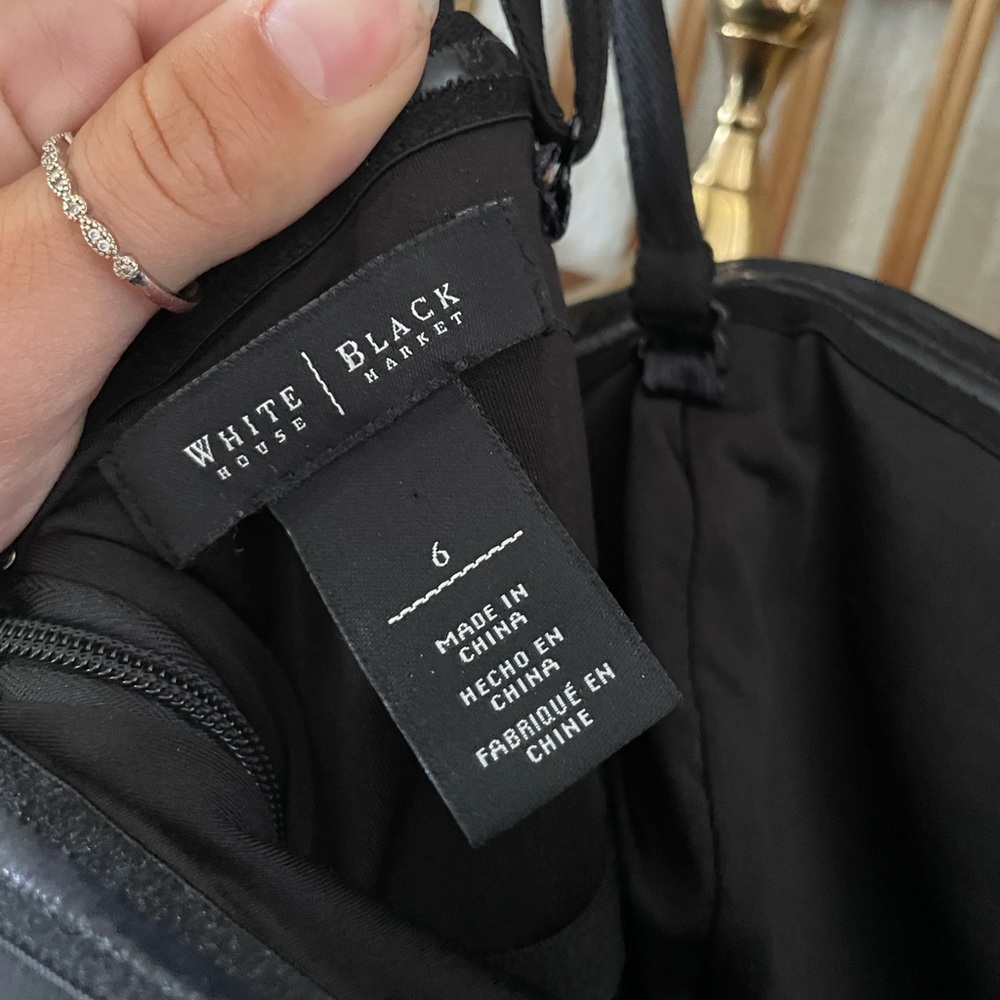 WHITE | BLACK
HOUSE MARKET
6
MADE IN
CHINA
HECHO EN
CHINA
FABRIQUÉ EN
CHINE